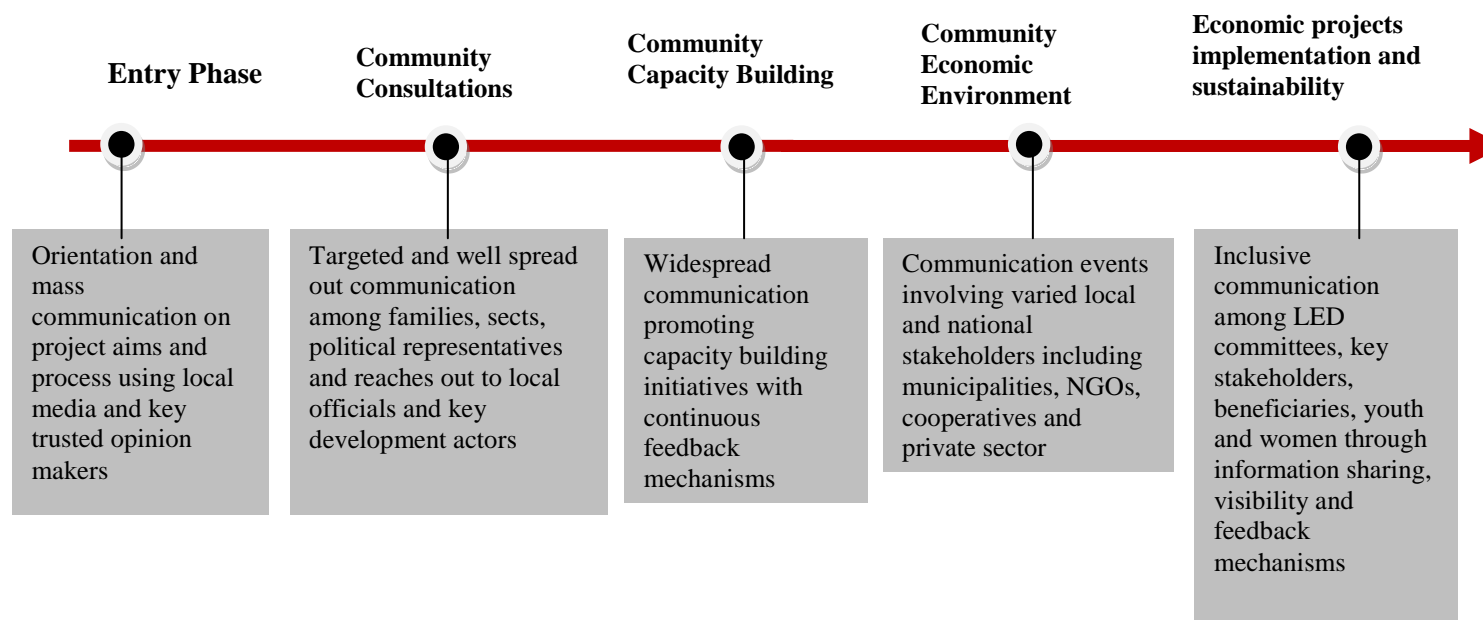 Entry Phase
Community
Consultations
Community
Capacity Building
Community
Economic
Environment
Economic projects
implementation and
sustainability
Orientation and
mass
communication on
project aims and
process using local
media and key
trusted opinion
makers
Targeted and well spread
out communication
among families, sects,
political representatives
and reaches out to local
officials and key
development actors
Widespread
communication
promoting
capacity building
initiatives with
continuous
feedback
mechanisms
Communication events
involving varied local
and national
stakeholders including
municipalities, NGOs,
cooperatives and
private sector
Inclusive
communication
among LED
committees, key
stakeholders,
beneficiaries, youth
and women through
information sharing,
visibility and
feedback
mechanisms